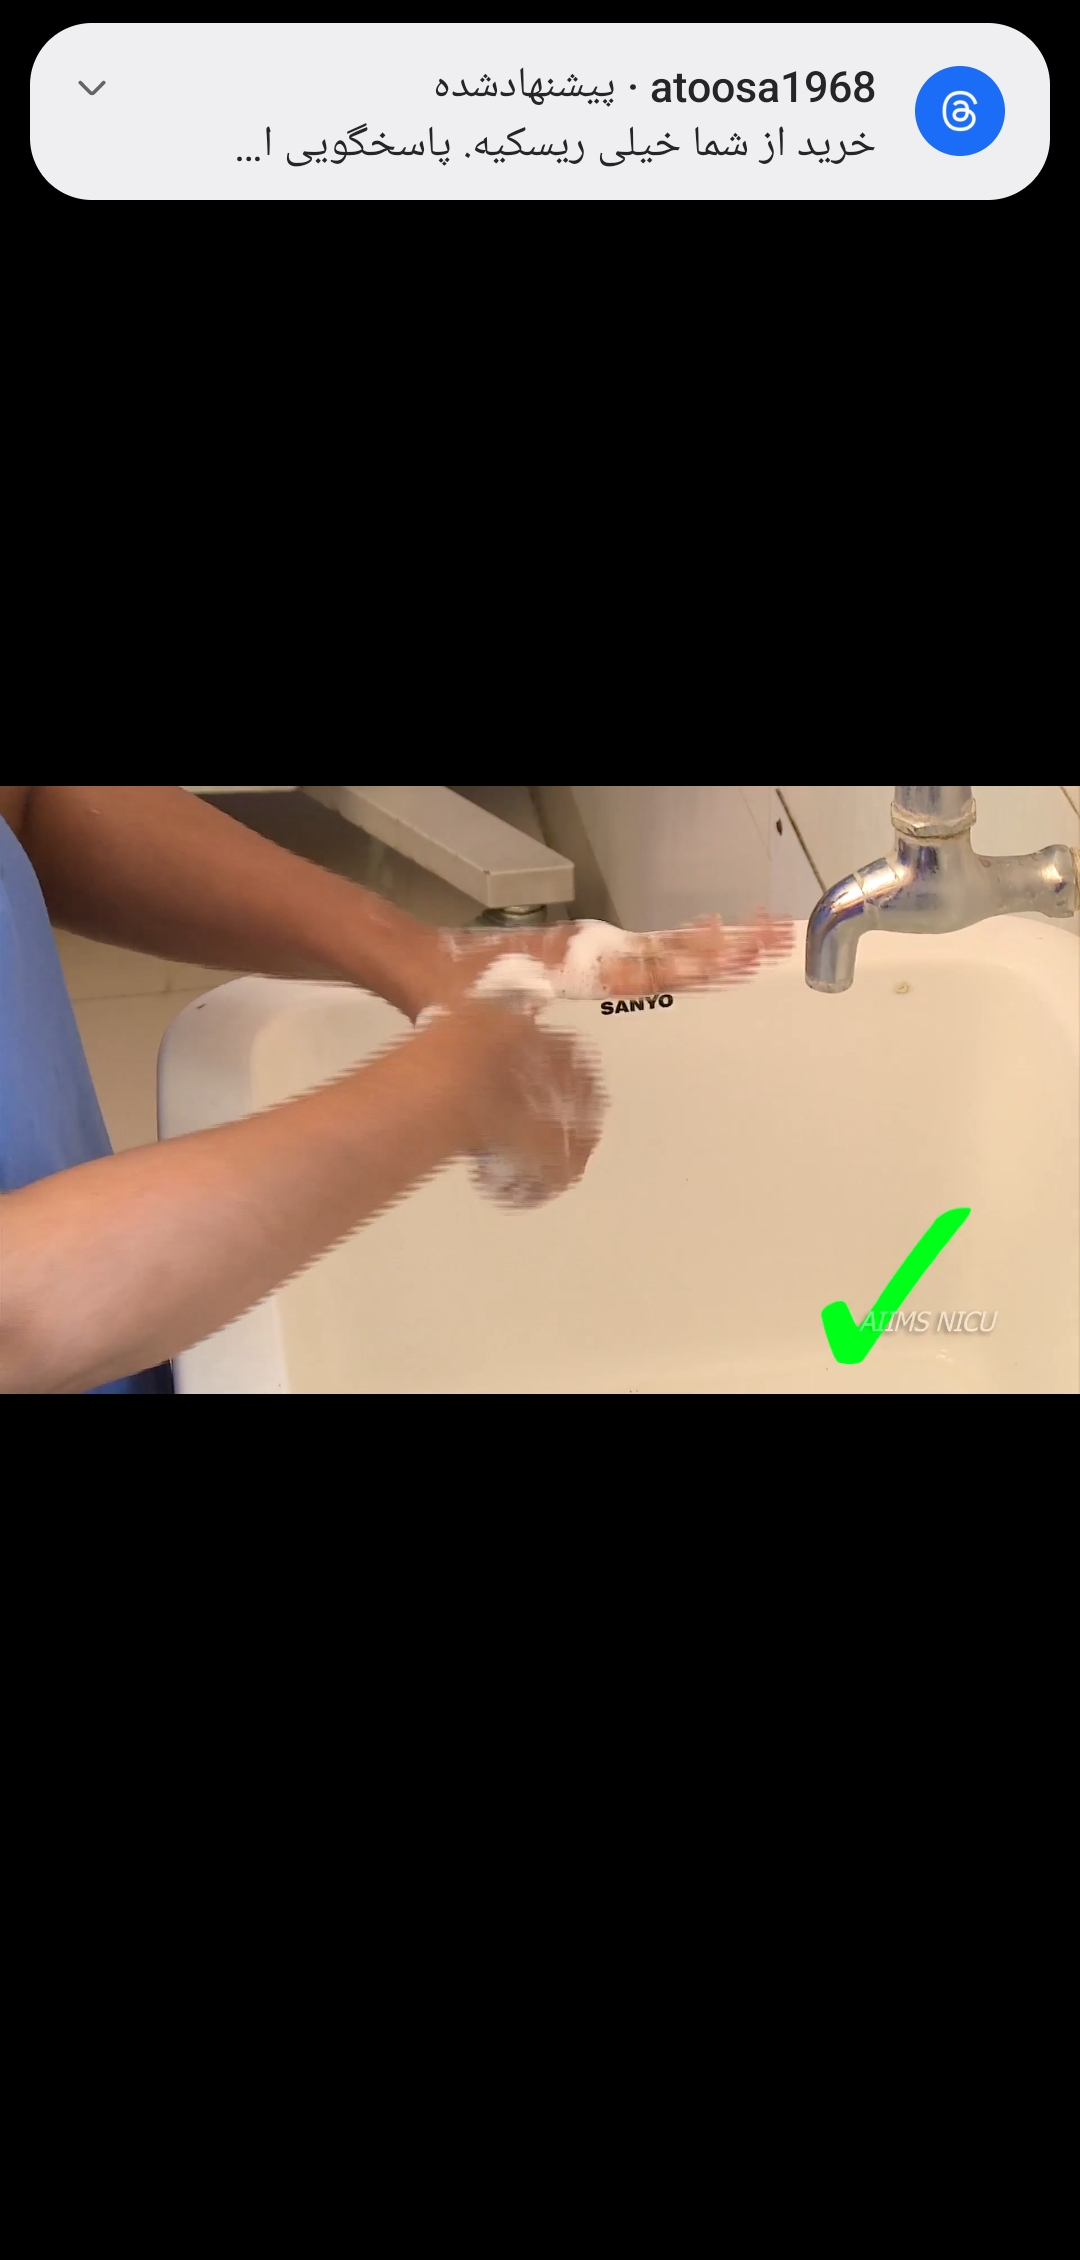 atoosa1968 · پیشنهادشده
خرید از شما خیلی ریسکیه. پاسخگویی ا...
SANYO
AIIMS NICU